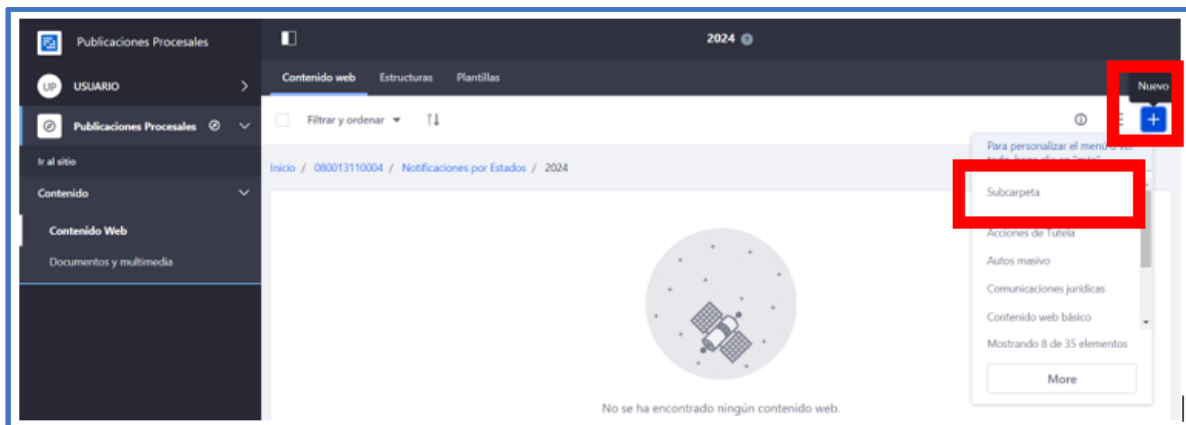 Publicaciones Procesales
2024
UP USUARIO
Contenido web Estructuras Plantillas
Nuevo
Publicaciones Procesales
Filtrar y ordenar
Ir al sitio
Para personalizar el menú o ver
Inicio / 080013110004 / Notificaciones por Estados / 2024
Contenido
Subcarpeta
Contenido Web
Acciones de Tutela
Documentos y multimedia
Autos masivo
Comunicaciones jurídicas
Contenido web básico
Mostrando 8 de 35 elementos
More
No se ha encontrado ningún contenido web.